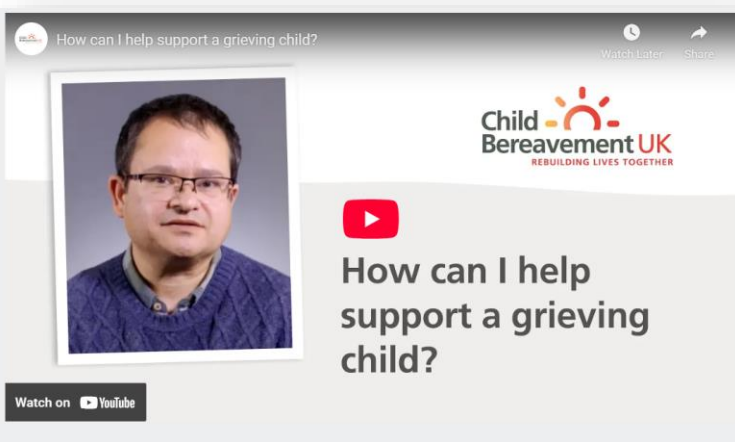 How can I help support a grieving child?
Watch Later
Share
Child
Bereavement UK
REBUILDING LIVES TOGETHER
How can I help
support a grieving
child?
Watch on YouTube